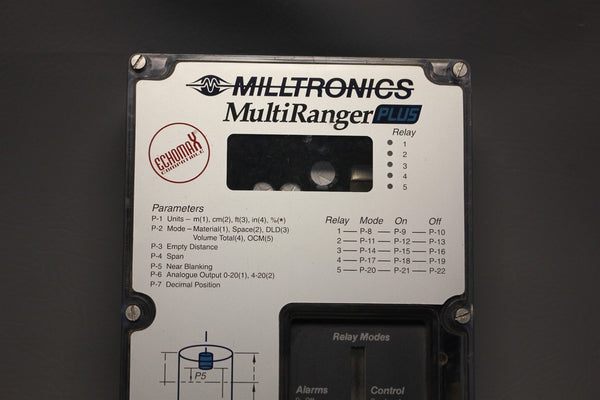 MILLTRONICS
MultiRanger PLUS
ECHOMAX
COMPATIBLE
Relay
1
2
3
4
5
Parameters
P-1 Units – m(1), cm(2), ft(3), in(4), %(*)
P-2 Mode – Material(1), Space(2), DLD(3)
Volume Total(4), OCM(5)
P-3 Empty Distance
P-4 Span
P-5 Near Blanking
P-6 Analogue Output 0-20(1), 4-20(2)
P-7 Decimal Position
Relay Mode On Off
1 — P-8 — P-9 — P-10
2 — P-11 — P-12 — P-13
3 — P-14 — P-15 — P-16
4 — P-17 — P-18 — P-19
5 — P-20 — P-21 — P-22
P5
Relay Modes
Alarms
Control